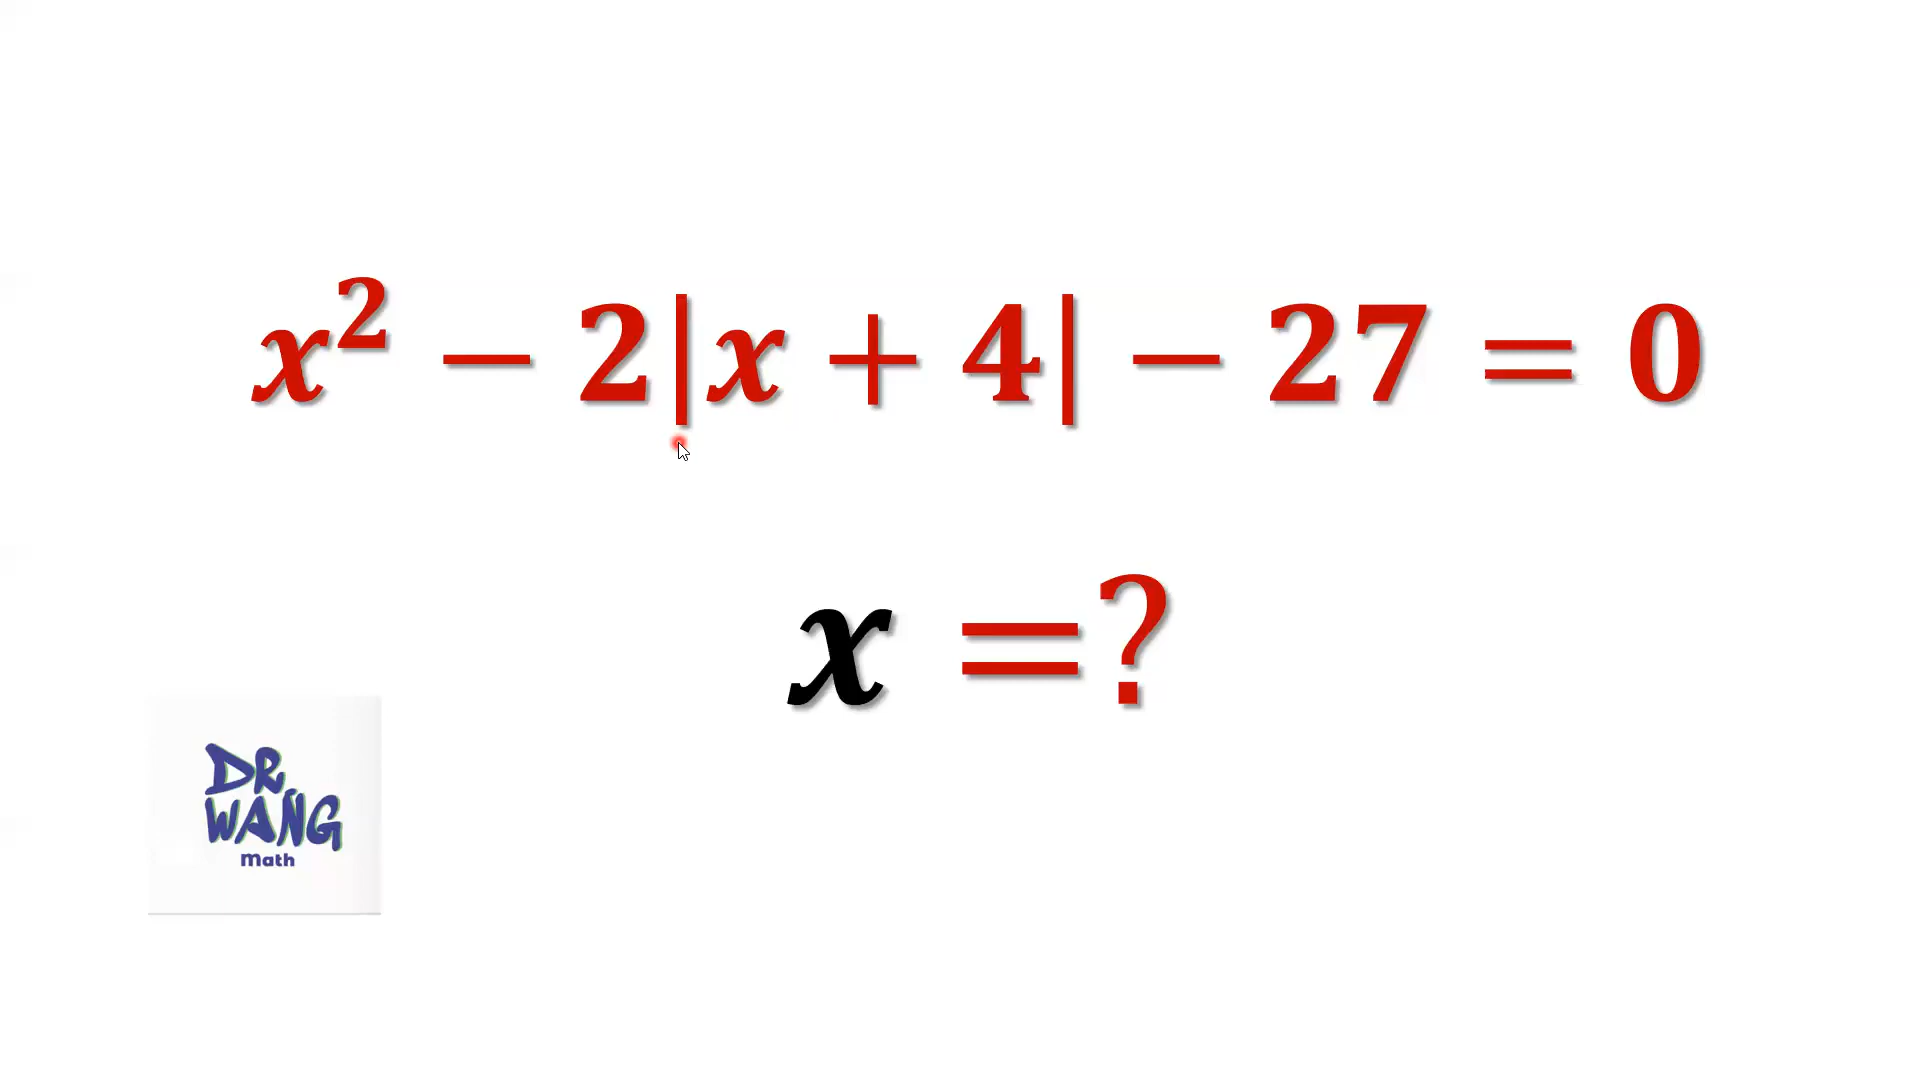 x² − 2|x + 4| − 27 = 0
x =?
DR
WANG
math